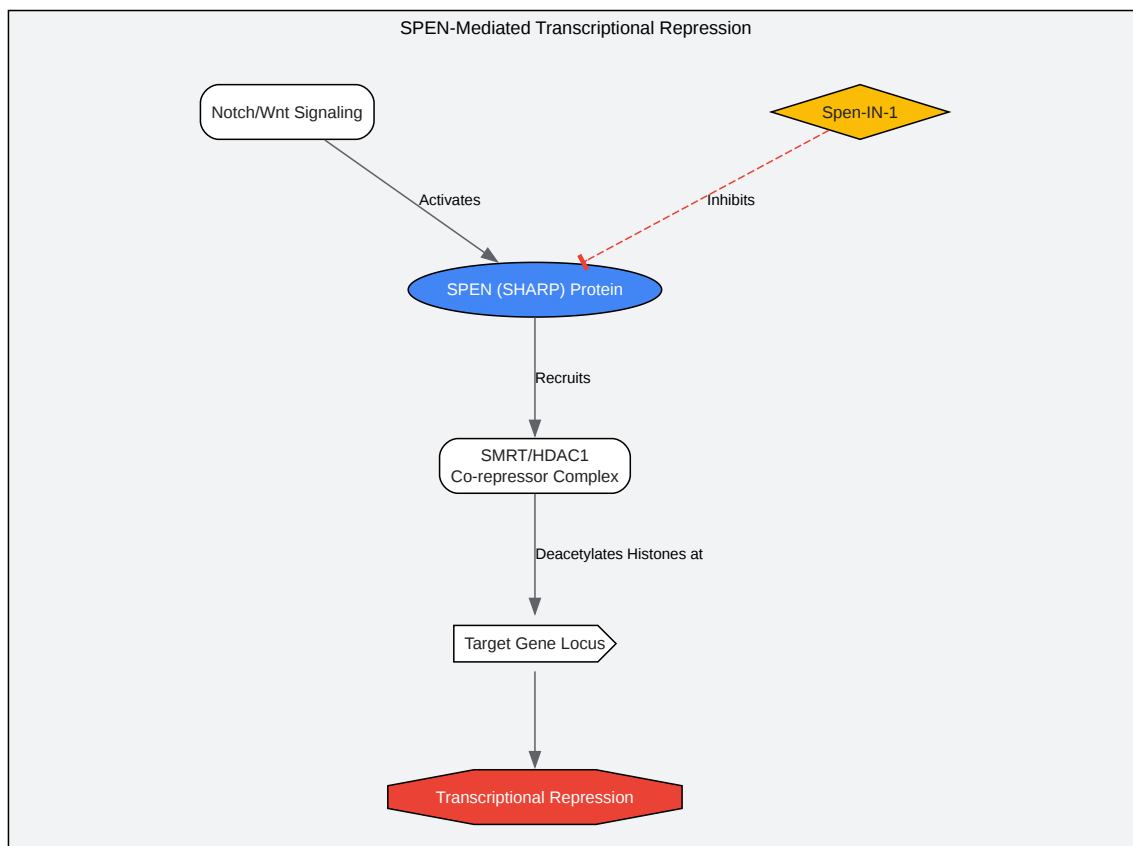 SPEN-Mediated Transcriptional Repression
Notch/Wnt Signaling
Spen-IN-1
Activates
Inhibits
SPEN (SHARP) Protein
Recruits
SMRT/HDAC1
Co-repressor Complex
Deacetylates Histones at
Target Gene Locus
Transcriptional Repression